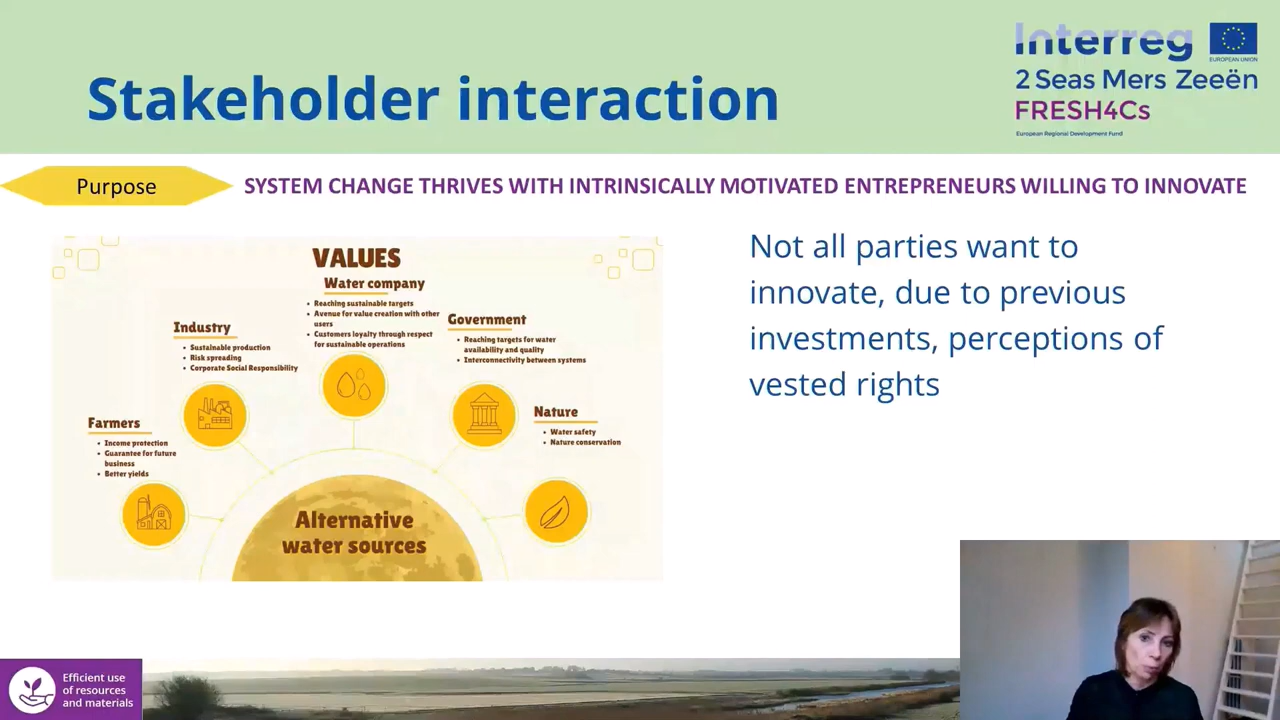 Stakeholder interaction
Interreg
EUROPEAN UNION
2 Seas Mers Zeeën
FRESH4Cs
European Regional Development Fund
Purpose
SYSTEM CHANGE THRIVES WITH INTRINSICALLY MOTIVATED ENTREPRENEURS WILLING TO INNOVATE
VALUES
Water company
Reaching sustainable targets
Avenue for value creation with other
users
Customers loyalty through respect
for sustainable operations
Industry
Sustainable production
Risk spreading
Corporate Social Responsibility
Government
Reaching targets for water
availability and quality
Interconnectivity between systems
Farmers
Income protection
Guarantee for future
business
Better yields
Nature
Water safety
Nature conservation
Alternative
water sources
Not all parties want to
innovate, due to previous
investments, perceptions of
vested rights
Efficient use
of resources
and materials